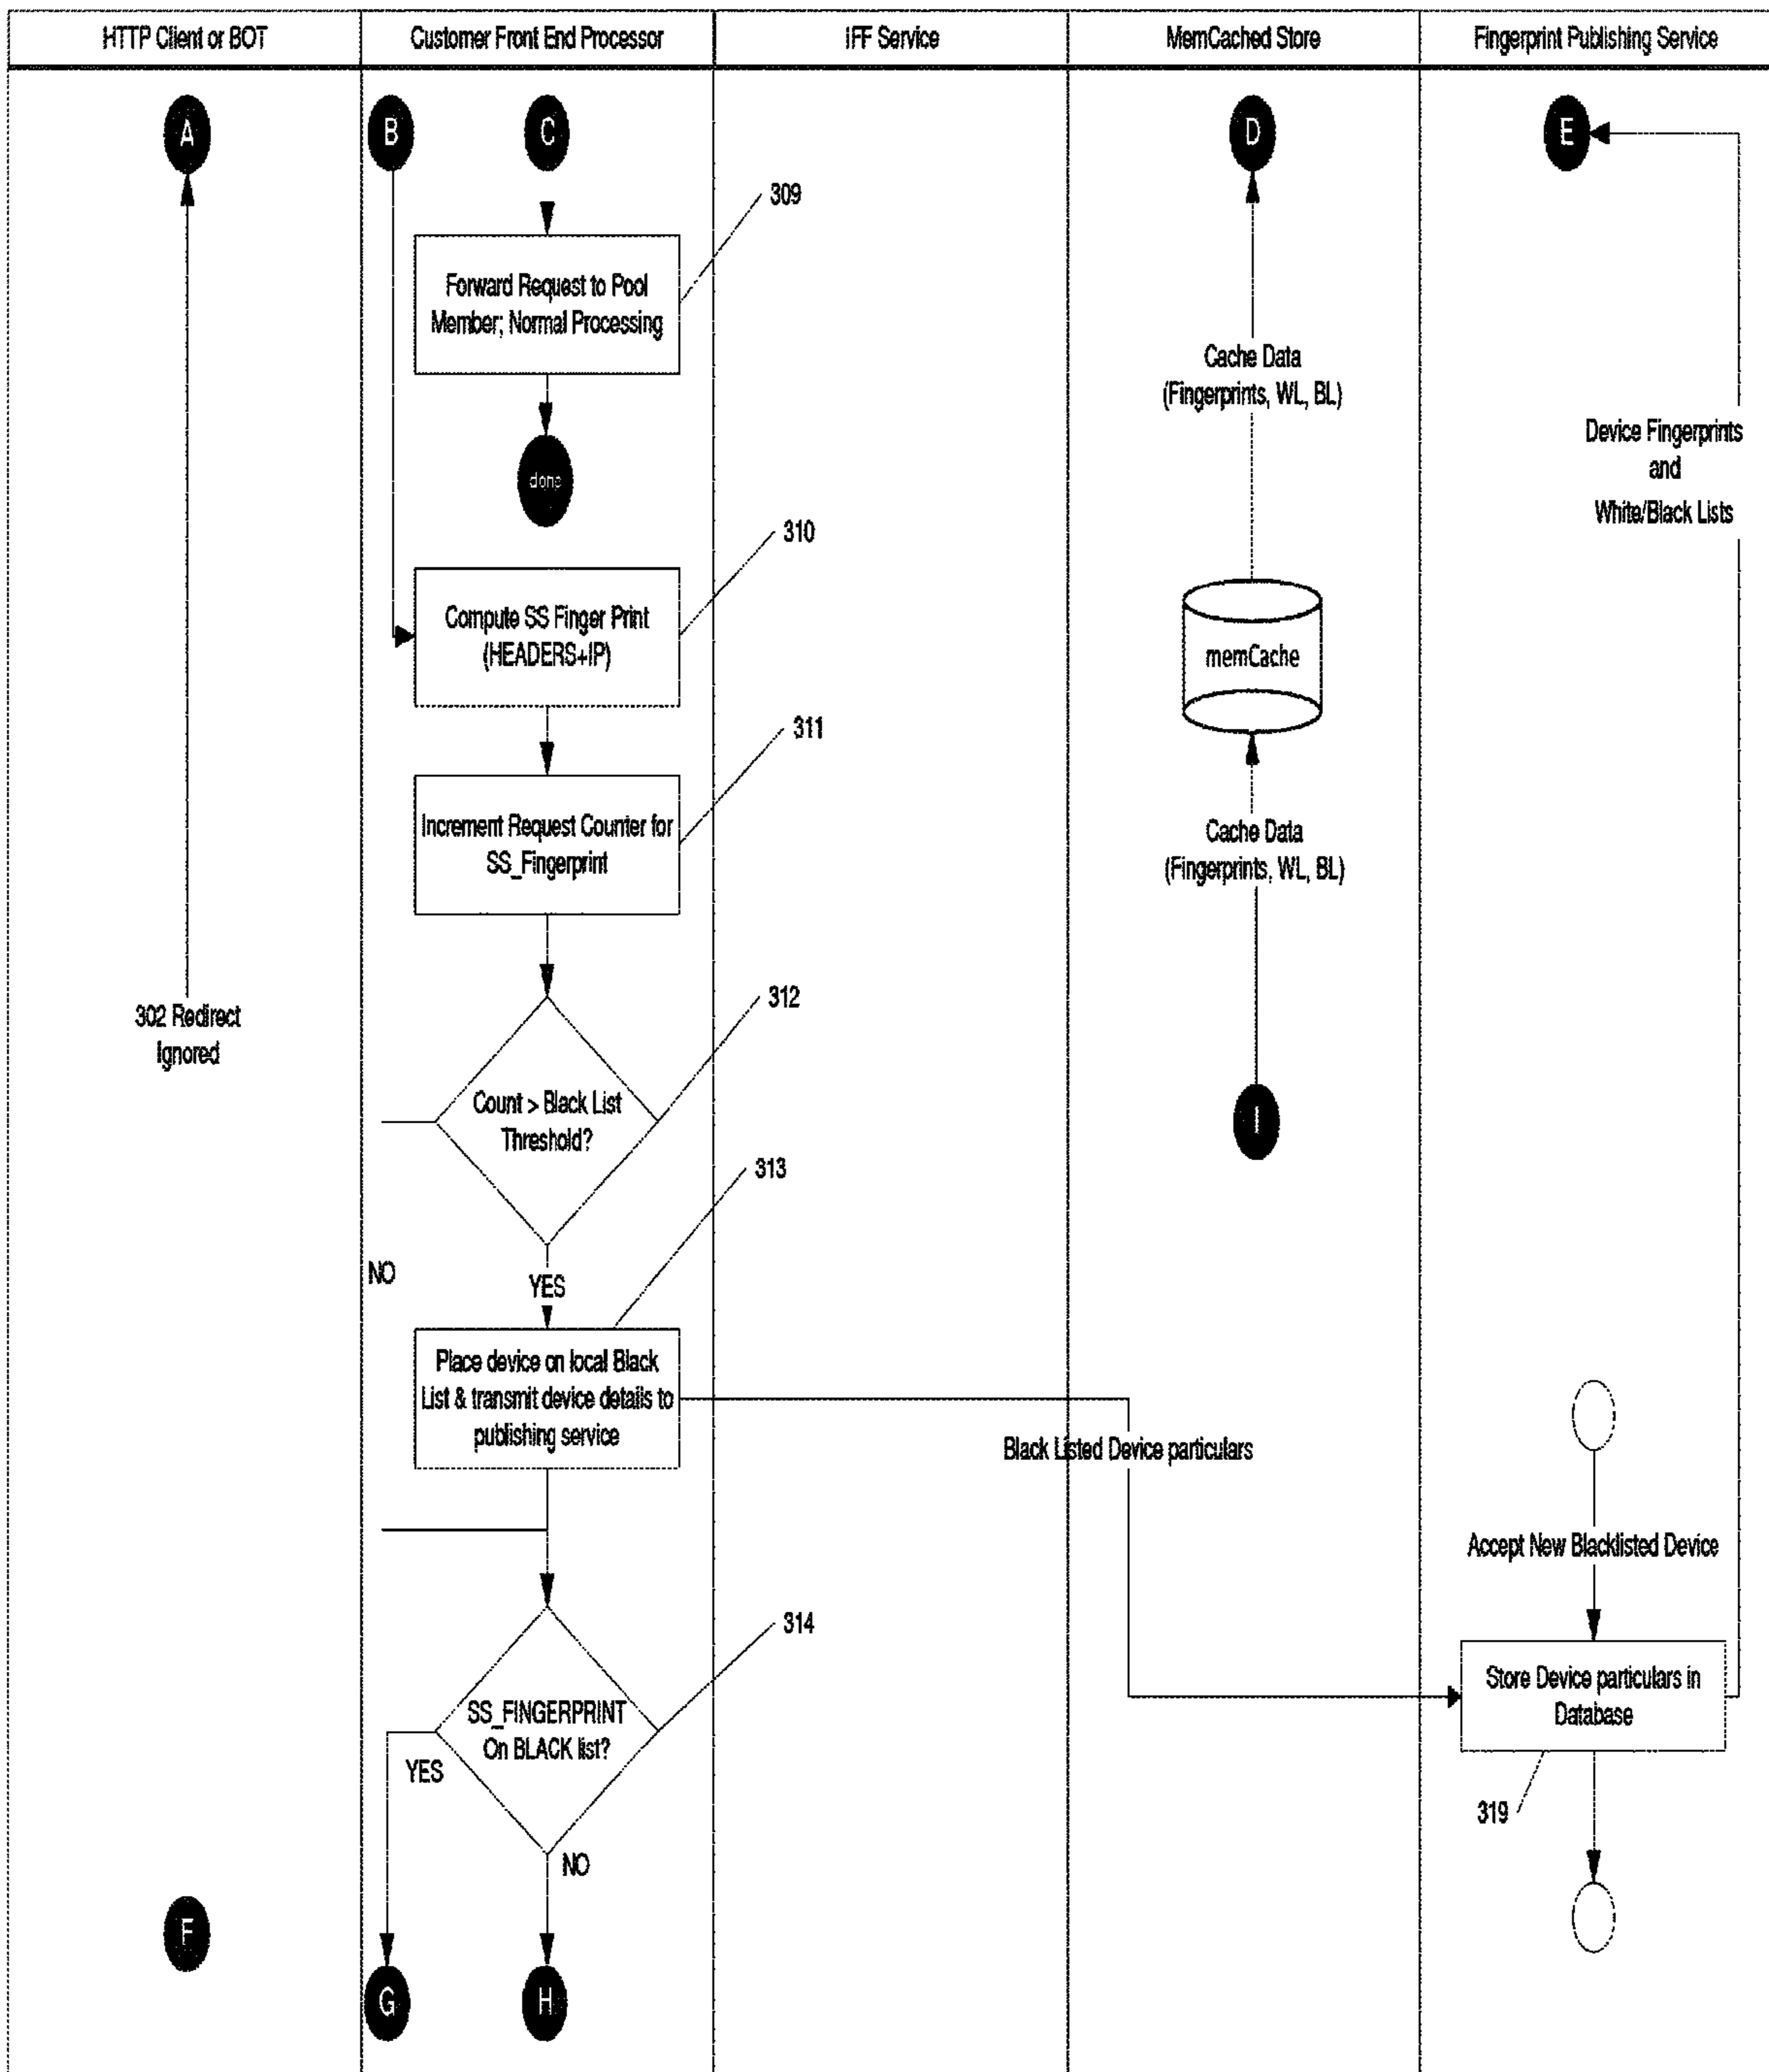 HTTP Client or BOT
Customer Front End Processor
IFF Service
MemCached Store
Fingerprint Publishing Service
A
B
C
D
E
309
Forward Request to Pool
Member; Normal Processing
done
Cache Data
(Fingerprints, WL, BL)
Device Fingerprints
and
White/Black Lists
310
Compute SS Finger Print
(HEADERS+IP)
memCache
311
Increment Request Counter for
SS_Fingerprint
Cache Data
(Fingerprints, WL, BL)
302 Redirect
Ignored
312
Count > Black List
Threshold?
I
313
NO
YES
Place device on local Black
List & transmit device details to
publishing service
Black Listed Device particulars
Accept New Blacklisted Device
314
SS_FINGERPRINT
On BLACK list?
YES
NO
Store Device particulars in
Database
319
F
G
H